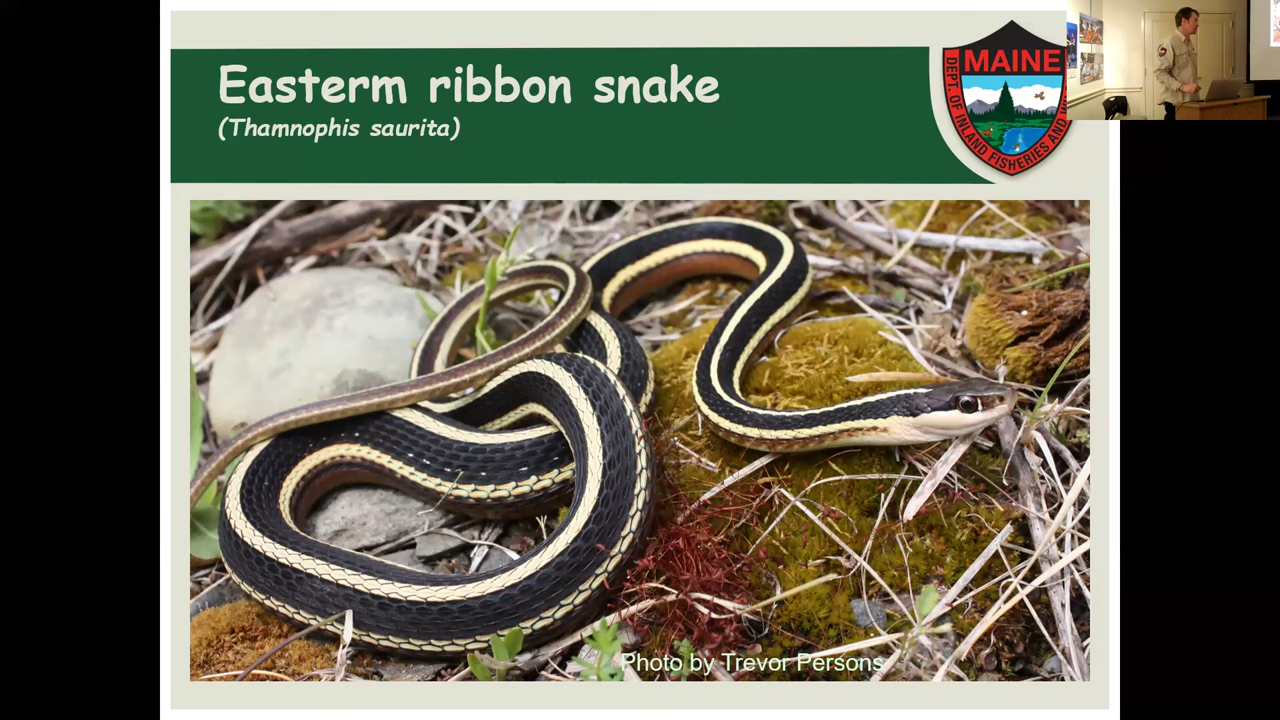 Easterm ribbon snake
(Thamnophis saurita)
MAINE
DEPT. OF INLAND FISHERIES AND
Photo by Trevor Persons